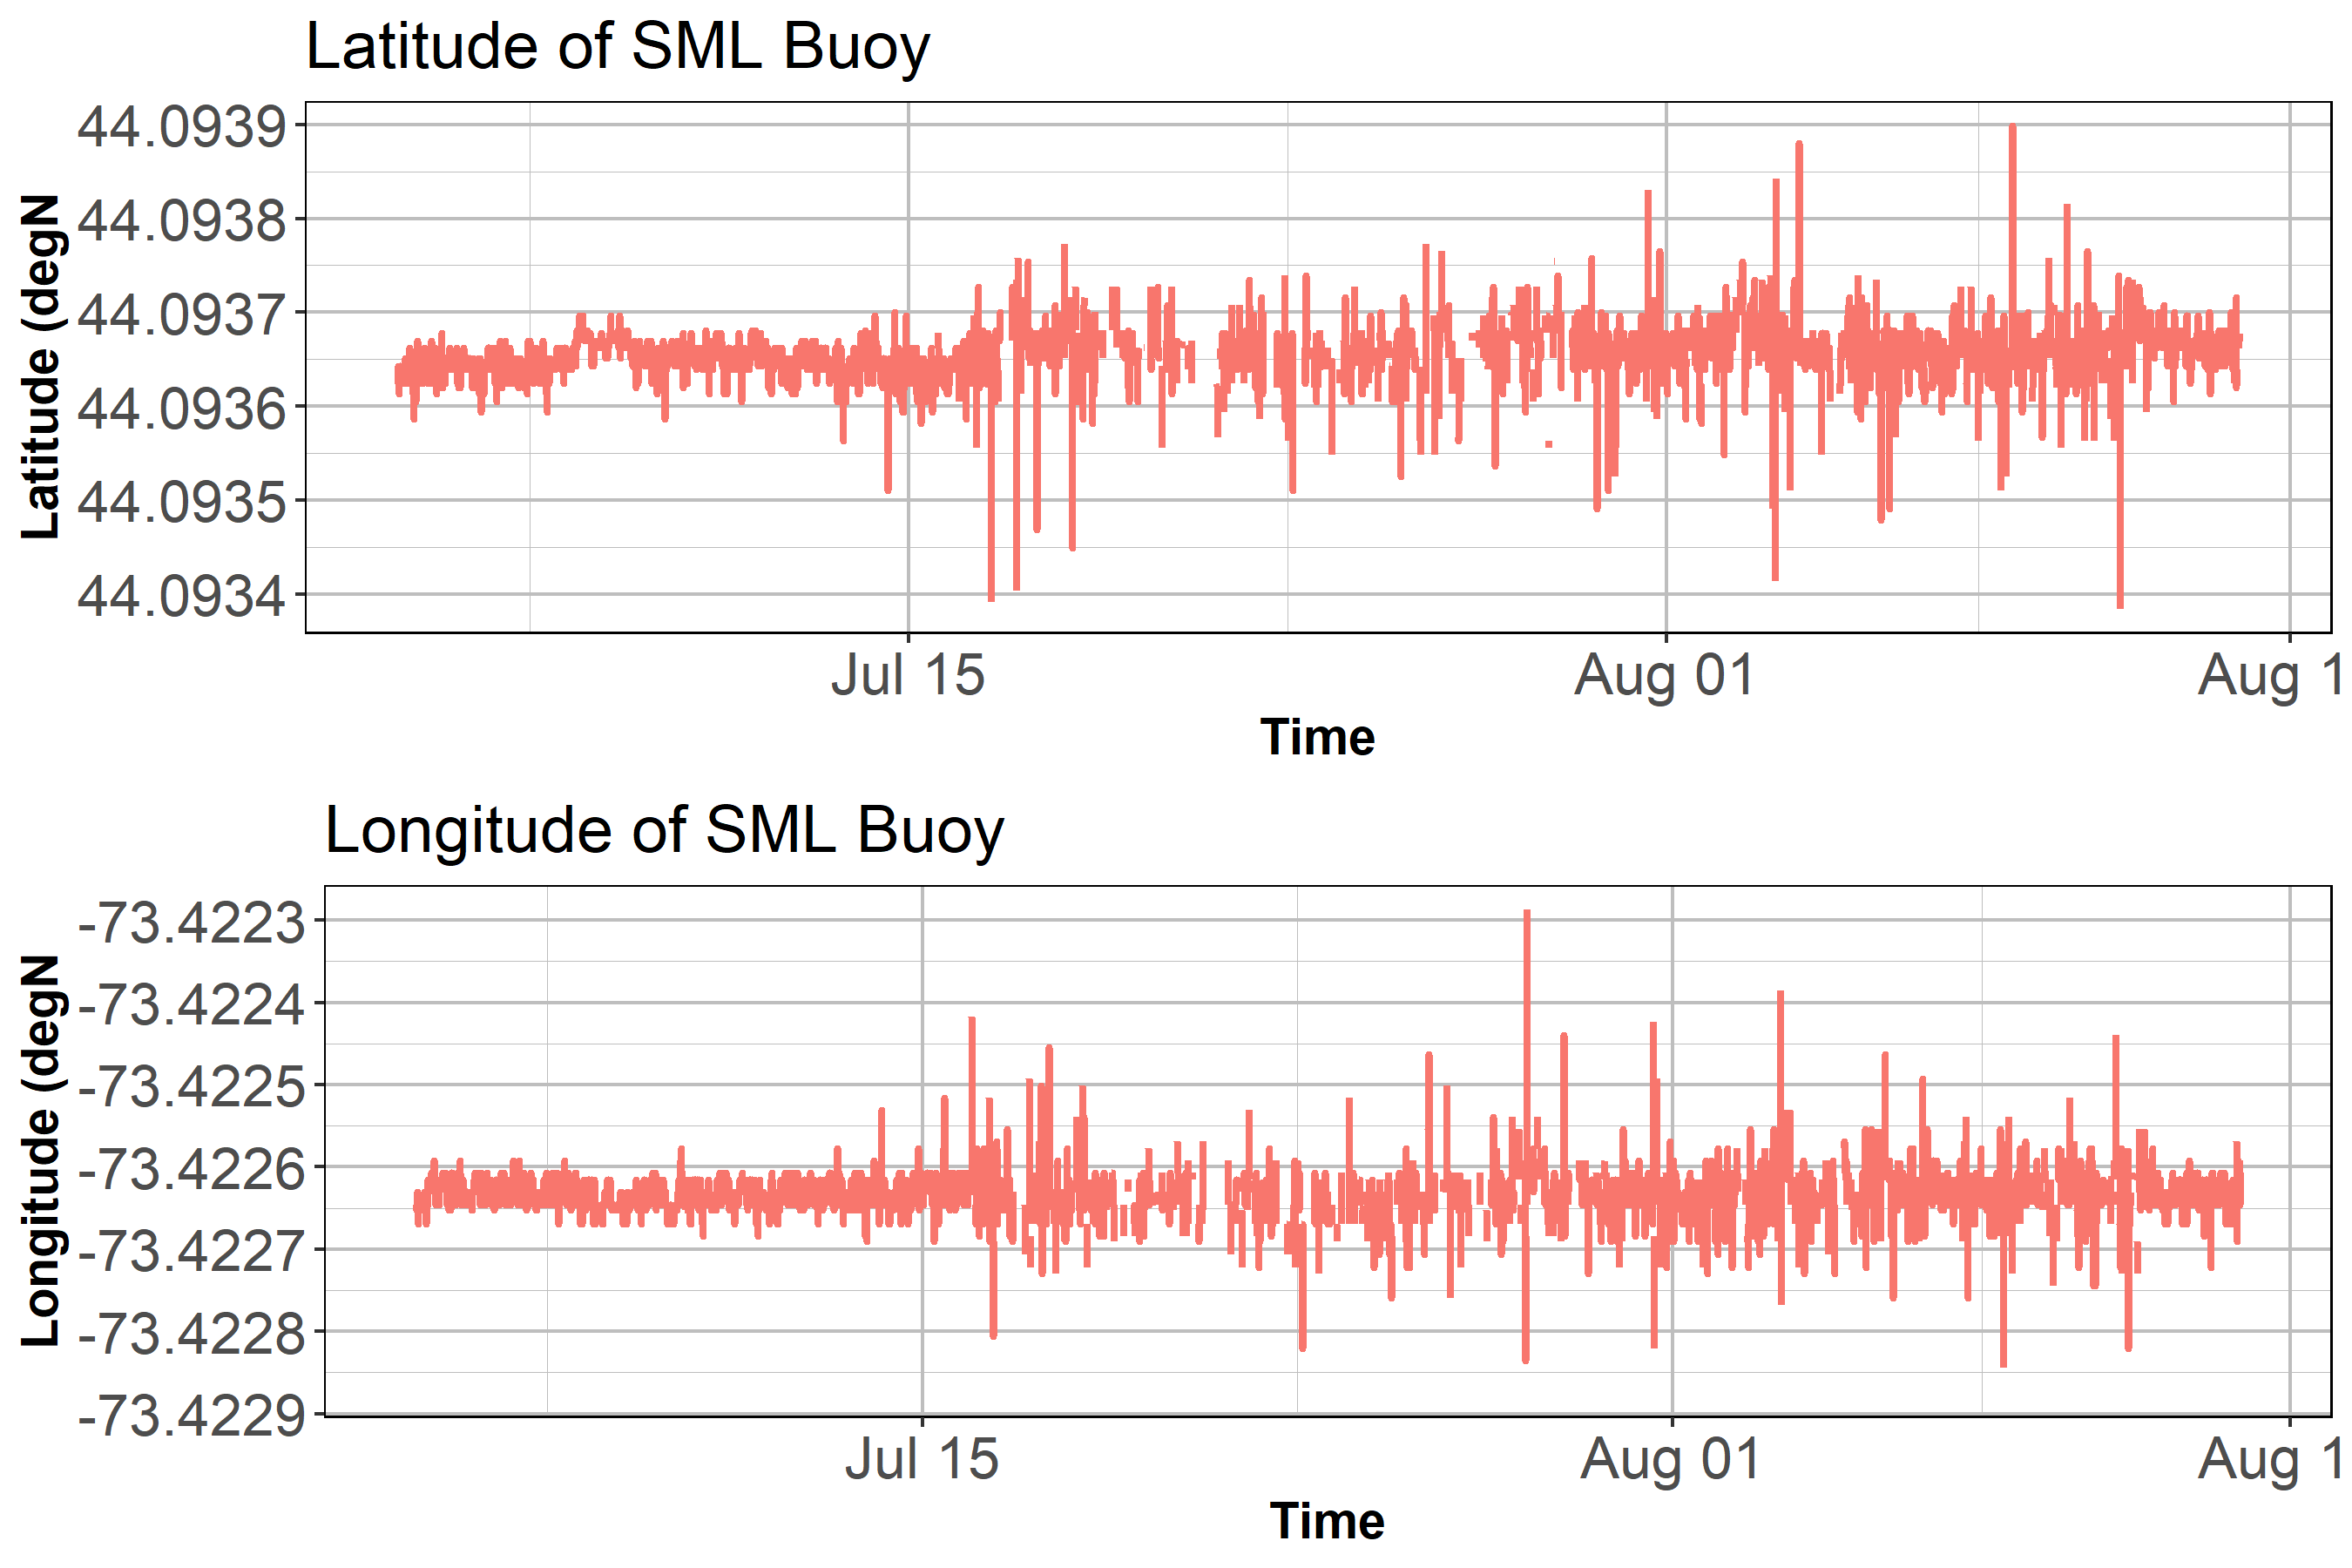 Latitude of SML Buoy
44.0939
44.0938
44.0937
44.0936
44.0935
44.0934
Latitude (degN
Jul 15 Aug 01 Aug 1
Time
Longitude of SML Buoy
-73.4223
-73.4224
-73.4225
-73.4226
-73.4227
-73.4228
-73.4229
Longitude (degN
Jul 15 Aug 01 Aug 1
Time